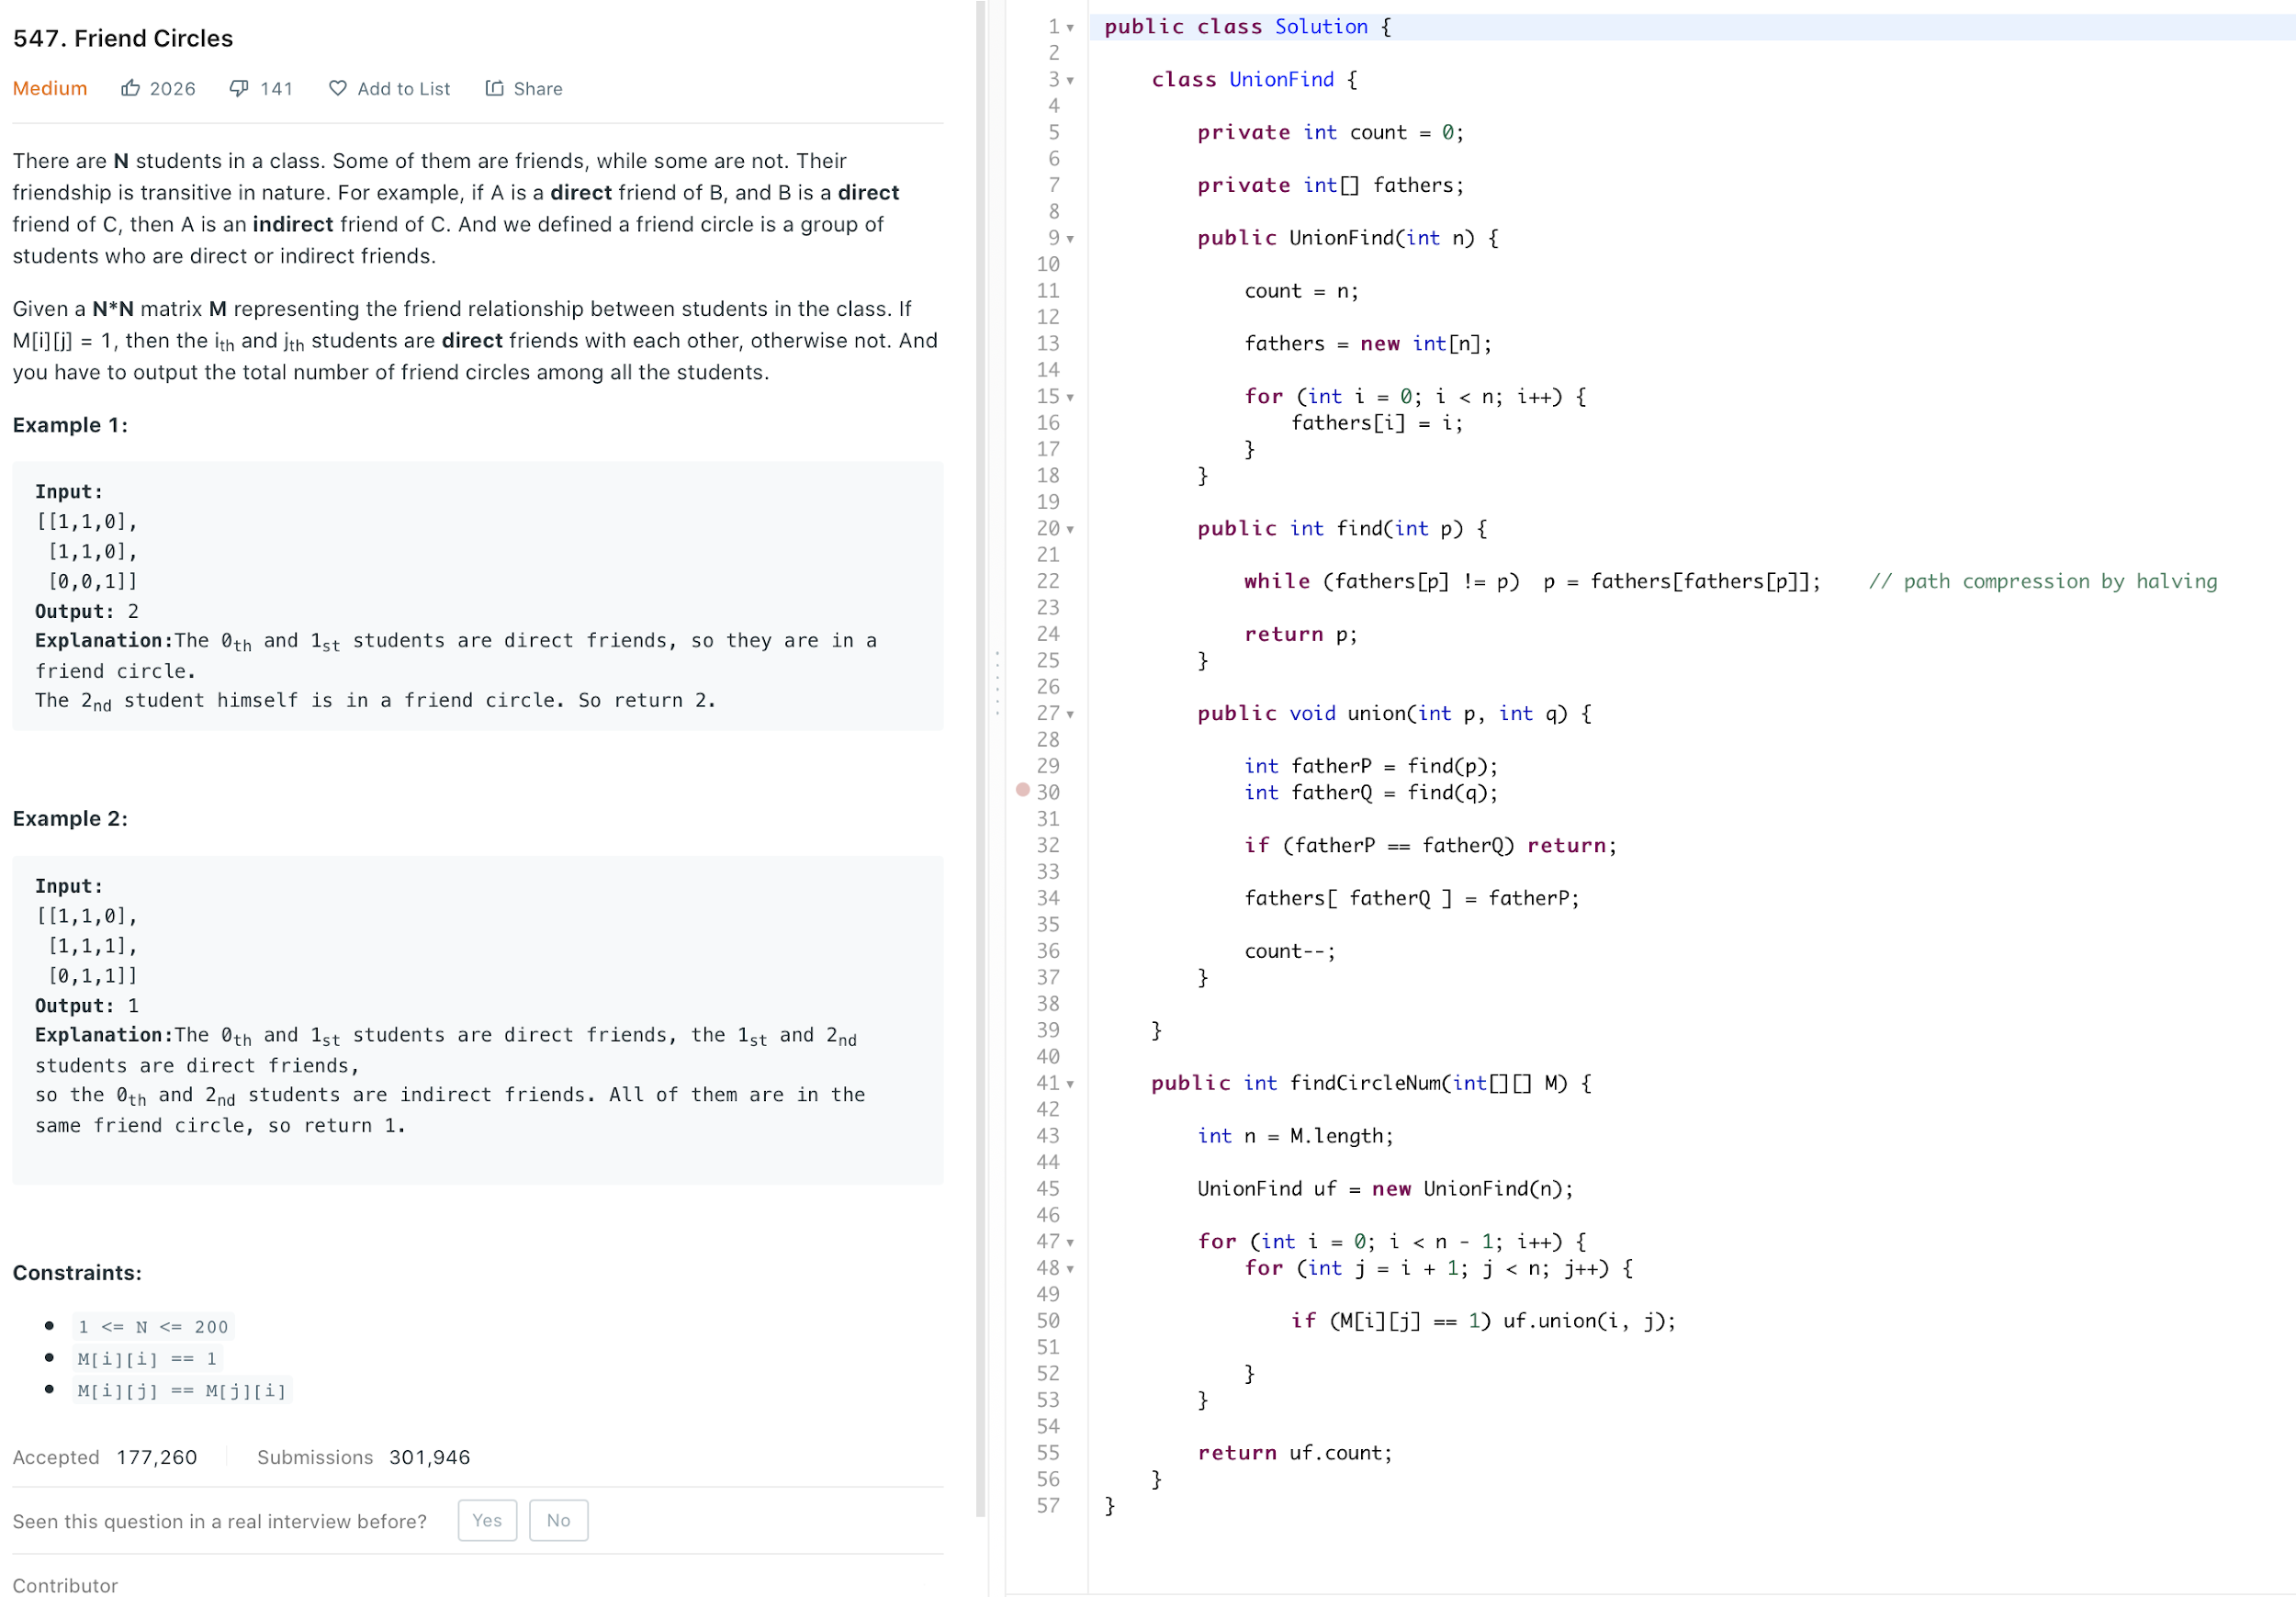 547. Friend Circles
Medium 2026 141 Add to List Share
There are N students in a class. Some of them are friends, while some are not. Their
friendship is transitive in nature. For example, if A is a direct friend of B, and B is a direct
friend of C, then A is an indirect friend of C. And we defined a friend circle is a group of
students who are direct or indirect friends.
Given a N*N matrix M representing the friend relationship between students in the class. If
M[i][j] = 1, then the ith and jth students are direct friends with each other, otherwise not. And
you have to output the total number of friend circles among all the students.
Example 1:
Input:
[[1,1,0],
 [1,1,0],
 [0,0,1]]
Output: 2
Explanation:The 0th and 1st students are direct friends, so they are in a
friend circle.
The 2nd student himself is in a friend circle. So return 2.
Example 2:
Input:
[[1,1,0],
 [1,1,1],
 [0,1,1]]
Output: 1
Explanation:The 0th and 1st students are direct friends, the 1st and 2nd
students are direct friends,
so the 0th and 2nd students are indirect friends. All of them are in the
same friend circle, so return 1.
Constraints:
• 1 <= N <= 200
• M[i][i] == 1
• M[i][j] == M[j][i]
Accepted 177,260 Submissions 301,946
Seen this question in a real interview before? Yes No
Contributor
1 public class Solution {
2
3     class UnionFind {
4
5         private int count = 0;
6
7         private int[] fathers;
8
9         public UnionFind(int n) {
10
11             count = n;
12
13             fathers = new int[n];
14
15             for (int i = 0; i < n; i++) {
16                 fathers[i] = i;
17             }
18         }
19
20         public int find(int p) {
21
22             while (fathers[p] != p)  p = fathers[fathers[p]];    // path compression by halving
23
24             return p;
25         }
26
27         public void union(int p, int q) {
28
29             int fatherP = find(p);
30             int fatherQ = find(q);
31
32             if (fatherP == fatherQ) return;
33
34             fathers[ fatherQ ] = fatherP;
35
36             count--;
37         }
38
39     }
40
41     public int findCircleNum(int[][] M) {
42
43         int n = M.length;
44
45         UnionFind uf = new UnionFind(n);
46
47         for (int i = 0; i < n - 1; i++) {
48             for (int j = i + 1; j < n; j++) {
49
50                 if (M[i][j] == 1) uf.union(i, j);
51
52             }
53         }
54
55         return uf.count;
56     }
57 }